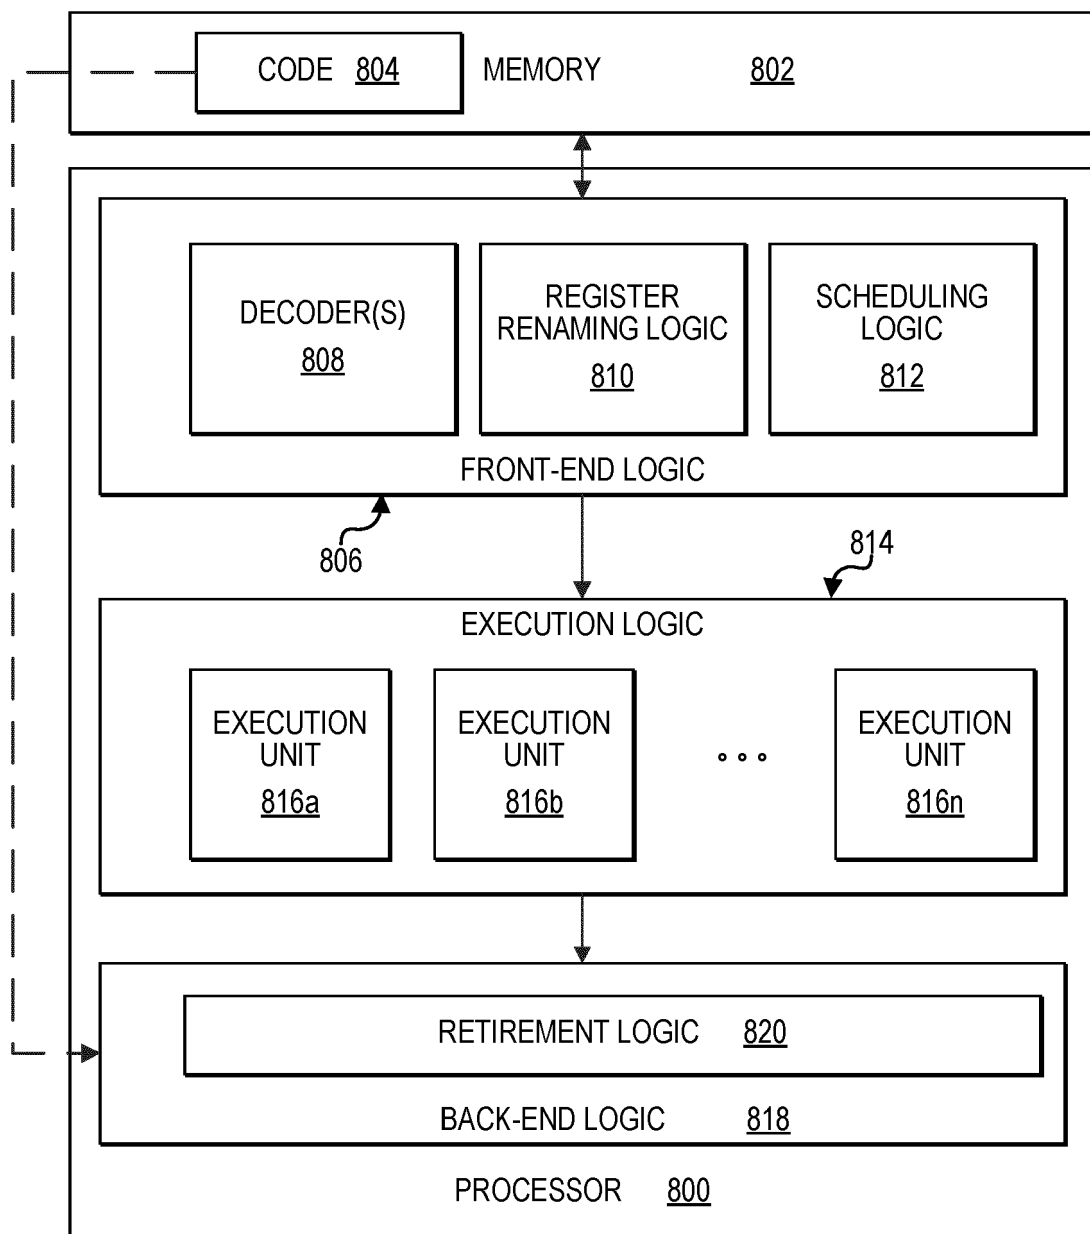 CODE 804 MEMORY 802
DECODER(S)
808
REGISTER
RENAMING LOGIC
810
SCHEDULING
LOGIC
812
FRONT-END LOGIC
806
814
EXECUTION LOGIC
EXECUTION
UNIT
816a
EXECUTION
UNIT
816b
EXECUTION
UNIT
816n
RETIREMENT LOGIC 820
BACK-END LOGIC 818
PROCESSOR 800